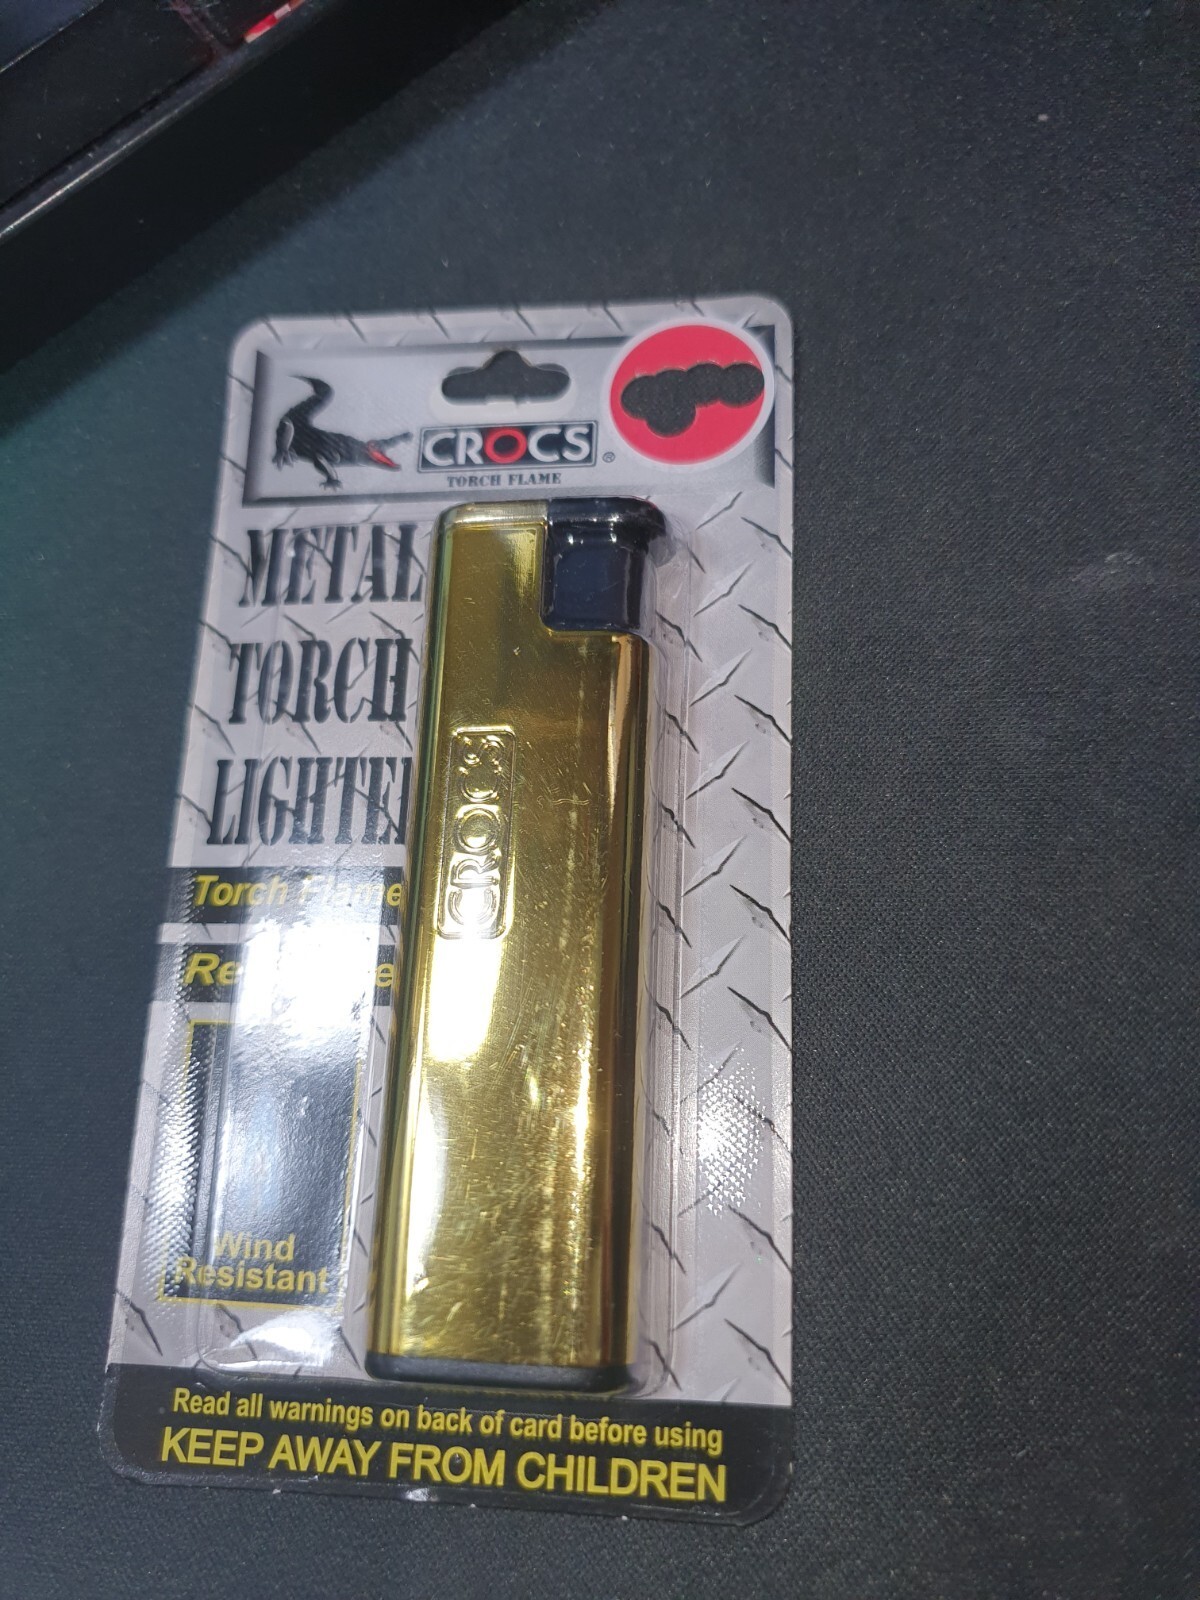 CROCS®
TORCH FLAME
METAL
TORCH
LIGHTE
Torch Flame
CROCS
Wind
Resistant
Read all warnings on back of card before using
KEEP AWAY FROM CHILDREN